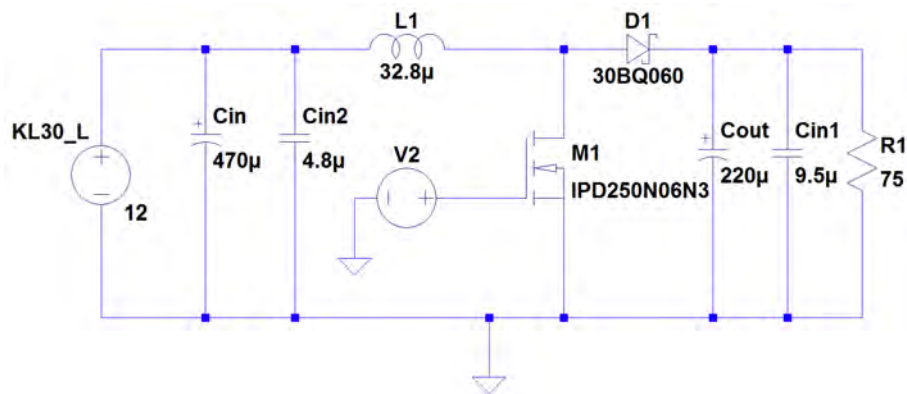 L1
32.8µ
D1
30BQ060
KL30_L
12
Cin
470µ
Cin2
4.8µ
V2
M1
IPD250N06N3
Cout
220µ
Cin1
9.5µ
R1
75